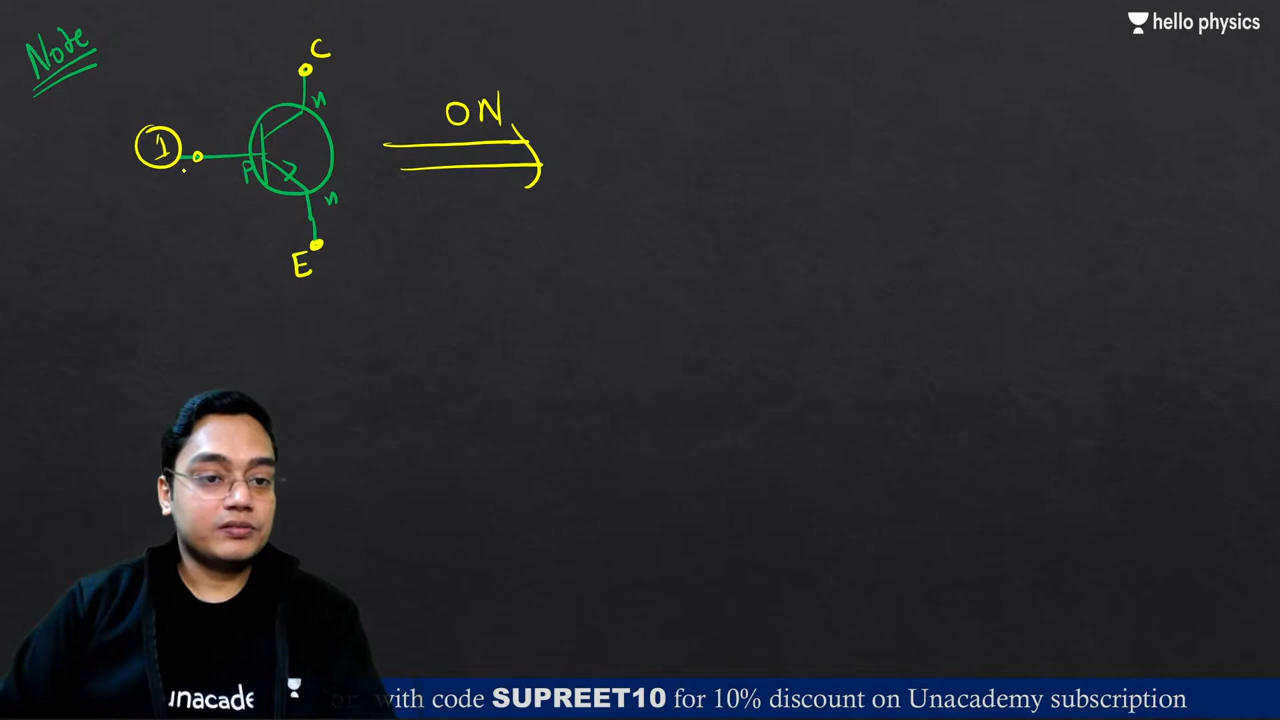 hello physics
Note
C
n
ON
1
P
n
E
unacade
with code SUPREET10 for 10% discount on Unacademy subscription